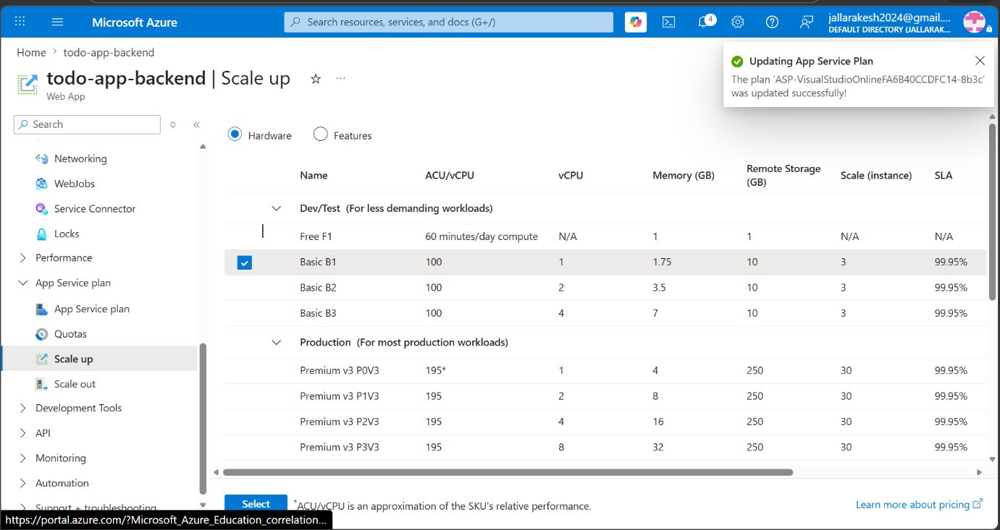 Microsoft Azure
Search resources, services, and docs (G+/)
4
jallarakesh2024@gmail....
DEFAULT DIRECTORY (JALLARAK...
Home > todo-app-backend
todo-app-backend | Scale up
Web App
Updating App Service Plan
The plan 'ASP-VisualStudioOnlineFA6B40CCDFC14-8b3c'
was updated successfully!
Search
Networking
WebJobs
Service Connector
Locks
Performance
App Service plan
App Service plan
Quotas
Scale up
Scale out
Development Tools
API
Monitoring
Automation
Support + troubleshooting
https://portal.azure.com/?Microsoft_Azure_Education_correlation...
Hardware Features
Name ACU/vCPU vCPU Memory (GB) Remote Storage (GB) Scale (instance) SLA
Dev/Test (For less demanding workloads)
Free F1 60 minutes/day compute N/A 1 1 N/A N/A
Basic B1 100 1 1.75 10 3 99.95%
Basic B2 100 2 3.5 10 3 99.95%
Basic B3 100 4 7 10 3 99.95%
Production (For most production workloads)
Premium v3 P0V3 195* 1 4 250 30 99.95%
Premium v3 P1V3 195 2 8 250 30 99.95%
Premium v3 P2V3 195 4 16 250 30 99.95%
Premium v3 P3V3 195 8 32 250 30 99.95%
Select
*ACU/vCPU is an approximation of the SKU's relative performance.
Learn more about pricing